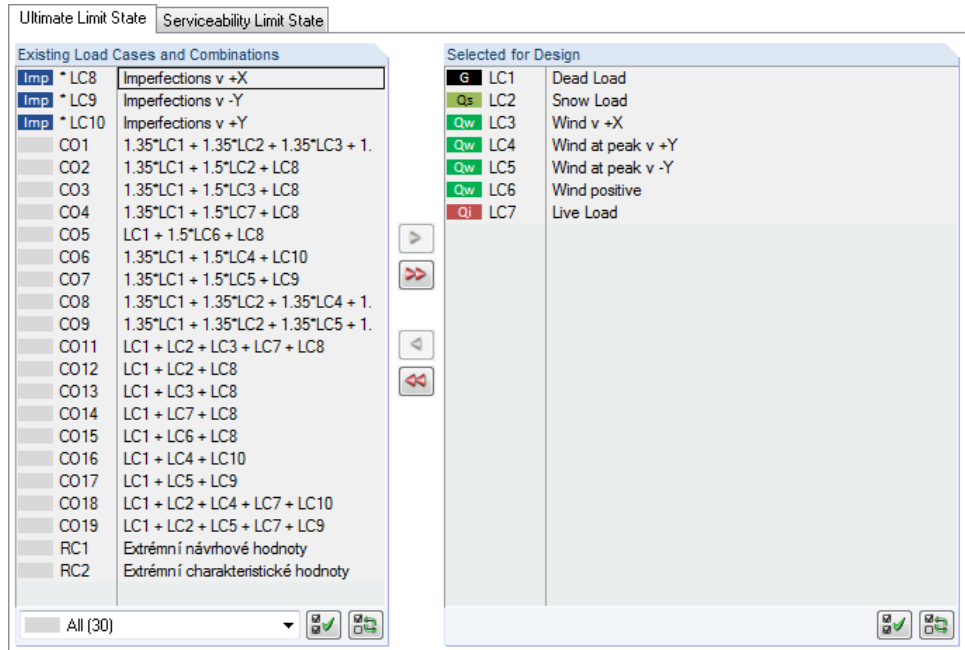 Ultimate Limit State Serviceability Limit State
Existing Load Cases and Combinations
Imp * LC8 Imperfections v +X
Imp * LC9 Imperfections v -Y
Imp * LC10 Imperfections v +Y
CO1 1.35*LC1 + 1.35*LC2 + 1.35*LC3 + 1.
CO2 1.35*LC1 + 1.5*LC2 + LC8
CO3 1.35*LC1 + 1.5*LC3 + LC8
CO4 1.35*LC1 + 1.5*LC7 + LC8
CO5 LC1 + 1.5*LC6 + LC8
CO6 1.35*LC1 + 1.5*LC4 + LC10
CO7 1.35*LC1 + 1.5*LC5 + LC9
CO8 1.35*LC1 + 1.35*LC2 + 1.35*LC4 + 1.
CO9 1.35*LC1 + 1.35*LC2 + 1.35*LC5 + 1.
CO11 LC1 + LC2 + LC3 + LC7 + LC8
CO12 LC1 + LC2 + LC8
CO13 LC1 + LC3 + LC8
CO14 LC1 + LC7 + LC8
CO15 LC1 + LC6 + LC8
CO16 LC1 + LC4 + LC10
CO17 LC1 + LC5 + LC9
CO18 LC1 + LC2 + LC4 + LC7 + LC10
CO19 LC1 + LC2 + LC5 + LC7 + LC9
RC1 Extrémní návrhové hodnoty
RC2 Extrémní charakteristické hodnoty
All (30)
Selected for Design
G LC1 Dead Load
Qs LC2 Snow Load
Qw LC3 Wind v +X
Qw LC4 Wind at peak v +Y
Qw LC5 Wind at peak v -Y
Qw LC6 Wind positive
Qi LC7 Live Load